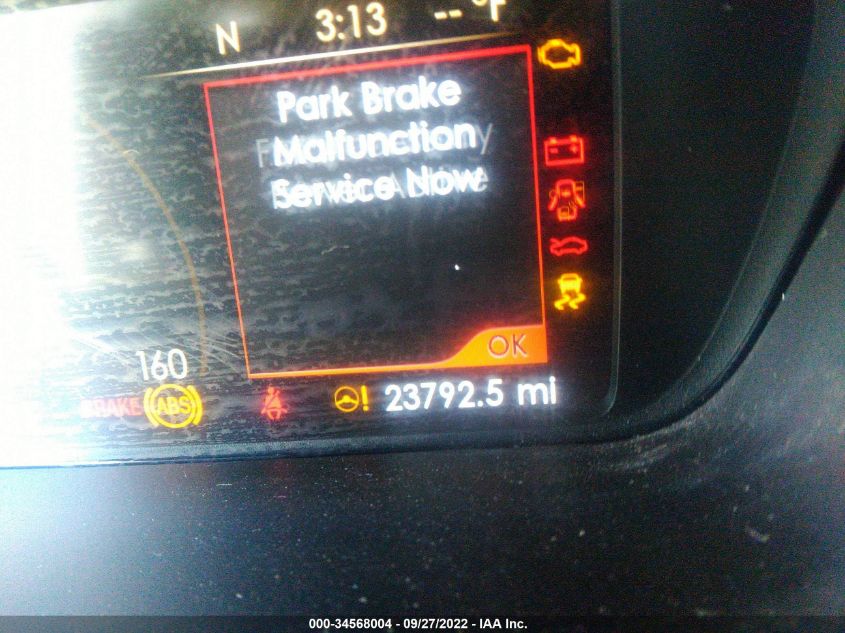 N 3:13 -- °F
Park Brake
Malfunction
Service Now
OK
160
BRAKE ABS 23792.5 mi
000-34568004 - 09/27/2022 - IAA Inc.